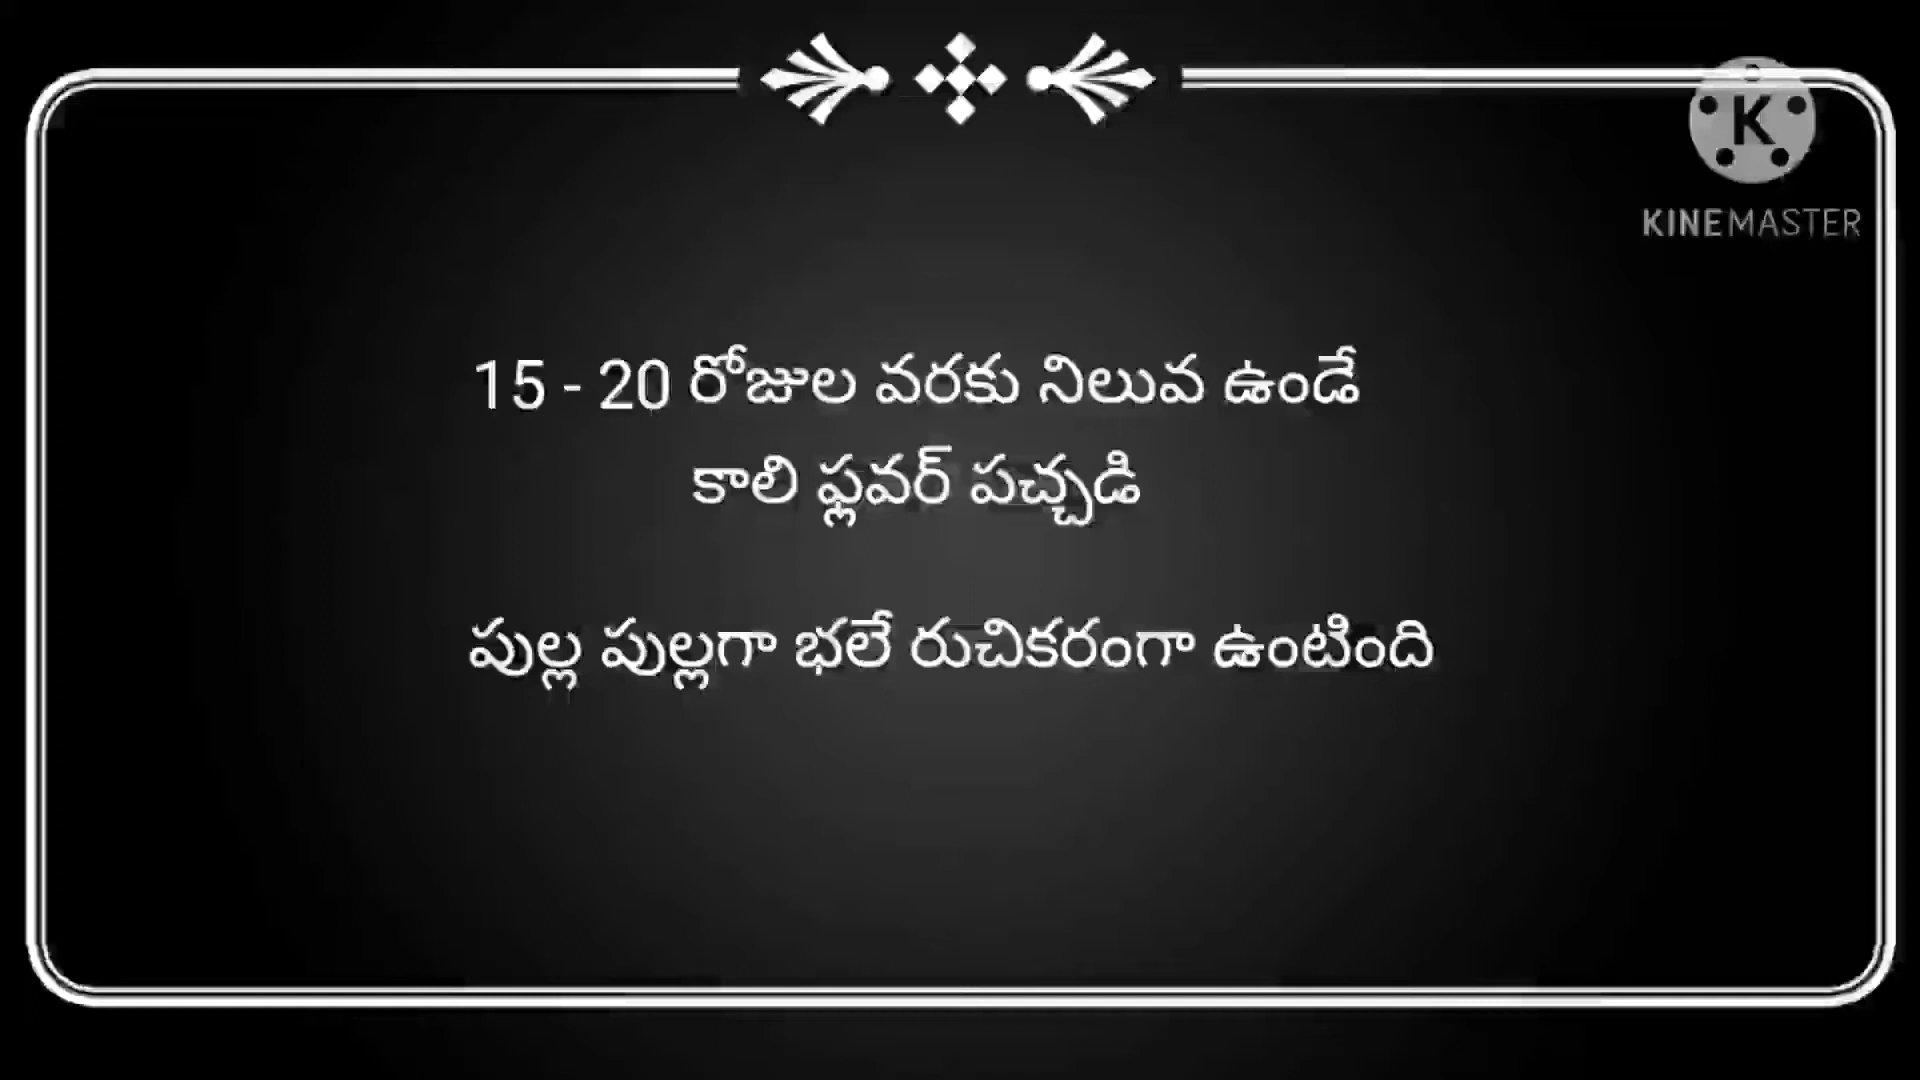 K
KINEMASTER
15 - 20 రోజుల వరకు నిలువ ఉండే
కాలి ఫ్లవర్ పచ్చడి
పుల్ల పుల్లగా భలే రుచికరంగా ఉంటింది